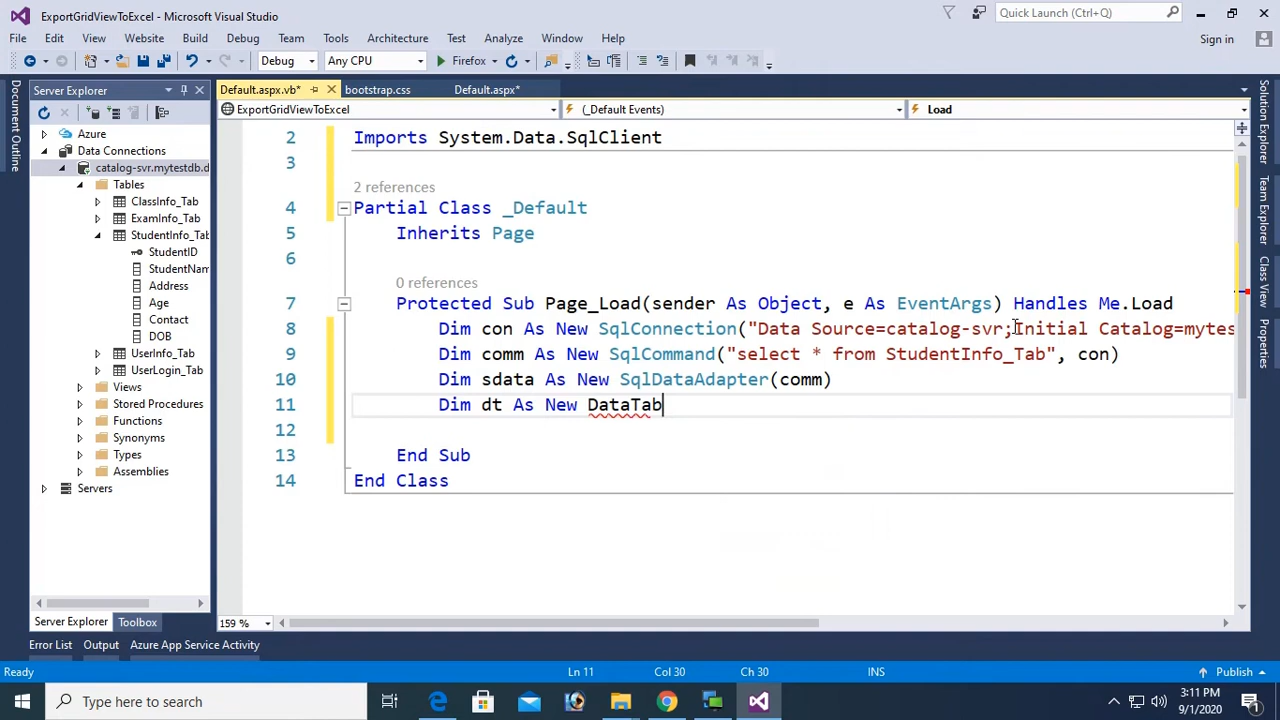 ExportGridViewToExcel - Microsoft Visual Studio
Quick Launch (Ctrl+Q)
File Edit View Website Build Debug Team Tools Architecture Test Analyze Window Help
Sign in
Debug Any CPU Firefox
Document Outline
Server Explorer
Azure
Data Connections
catalog-svr.mytestdb.d
Tables
ClassInfo_Tab
ExamInfo_Tab
StudentInfo_Tab
StudentID
StudentNam
Address
Age
Contact
DOB
UserInfo_Tab
UserLogin_Tab
Views
Stored Procedures
Functions
Synonyms
Types
Assemblies
Servers
Server Explorer Toolbox
Default.aspx.vb* bootstrap.css Default.aspx*
ExportGridViewToExcel (_Default Events) Load
2 Imports System.Data.SqlClient
3
2 references
4 Partial Class _Default
5 Inherits Page
6
0 references
7 Protected Sub Page_Load(sender As Object, e As EventArgs) Handles Me.Load
8 Dim con As New SqlConnection("Data Source=catalog-svr;Initial Catalog=mytes
9 Dim comm As New SqlCommand("select * from StudentInfo_Tab", con)
10 Dim sdata As New SqlDataAdapter(comm)
11 Dim dt As New DataTab
12
13 End Sub
14 End Class
159 %
Solution Explorer
Team Explorer
Class View
Properties
Error List Output Azure App Service Activity
Ready Ln 11 Col 30 Ch 30 INS Publish
Type here to search
3:11 PM
9/1/2020
1